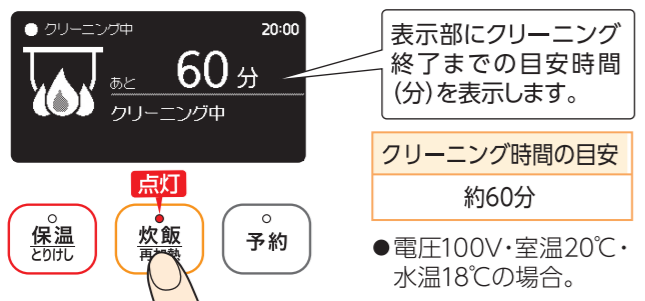 クリーニング中 20:00
あと 60分
クリーニング中
表示部にクリーニング
終了までの目安時間
(分)を表示します。
クリーニング時間の目安
約60分
●電圧100V・室温20℃・
水温18℃の場合。
点灯
保温
とりけし
炊飯
予約